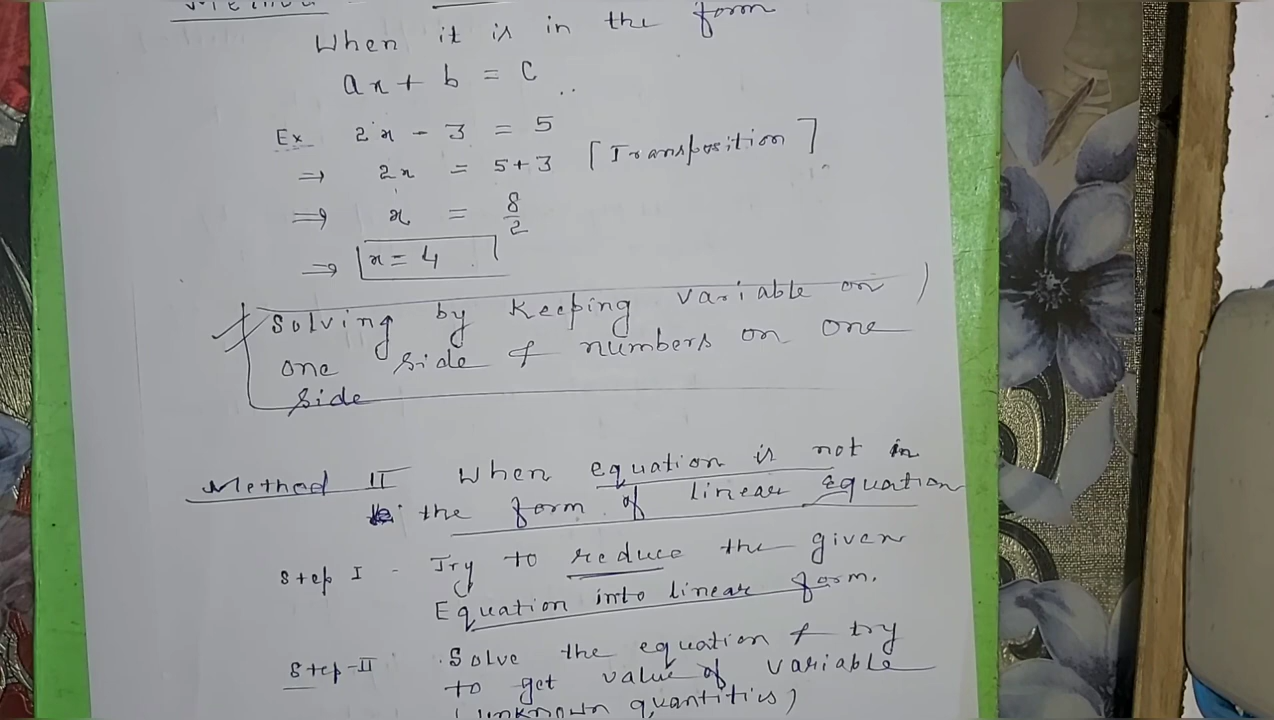 Method
When it is in the form
ax + b = c
Ex 2x - 3 = 5
⇒ 2x = 5+3 [Transposition]
⇒ x = 8/2
⇒ x = 4
Solving by keeping variable on
one side & numbers on one
side
Method II When equation is not in
the form of linear Equation
Step I - Try to reduce the given
Equation into linear form.
Step-II Solve the equation & try
to get value of variable
(unknown quantities)